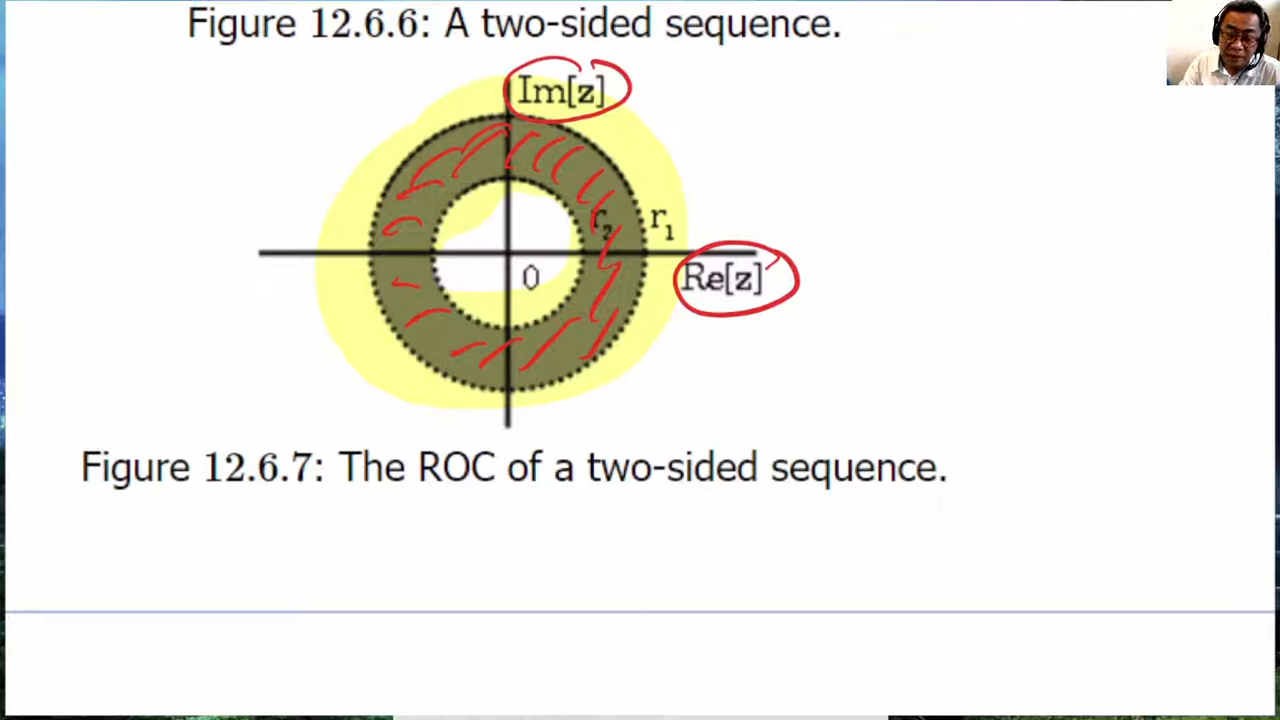 Figure 12.6.6: A two-sided sequence.
Im[z]
r₂ r₁
0 Re[z]
Figure 12.6.7: The ROC of a two-sided sequence.